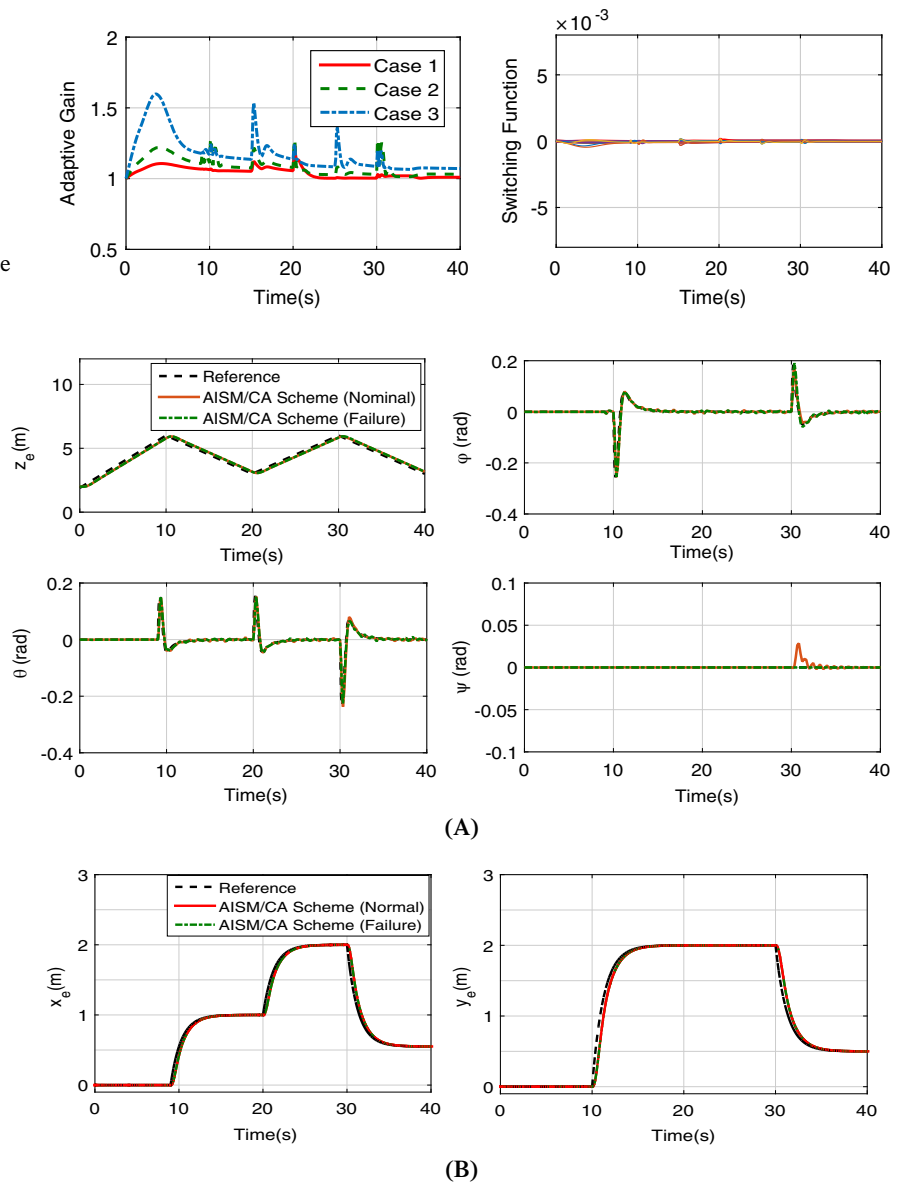 2
1.5
1
0.5
Adaptive Gain
Case 1
Case 2
Case 3
0 10 20 30 40
Time(s)
×10⁻³
5
0
-5
Switching Function
0 10 20 30 40
Time(s)
e
10
5
0
z_e(m)
Reference
AISM/CA Scheme (Nominal)
AISM/CA Scheme (Failure)
0 10 20 30 40
Time(s)
0.2
0
-0.2
-0.4
φ (rad)
0 10 20 30 40
Time(s)
0.2
0
-0.2
-0.4
θ (rad)
0 10 20 30 40
Time(s)
0.1
0.05
0
-0.05
-0.1
ψ (rad)
0 10 20 30 40
Time(s)
(A)
3
2
1
0
x_e(m)
Reference
AISM/CA Scheme (Normal)
AISM/CA Scheme (Failure)
0 10 20 30 40
Time(s)
3
2
1
0
y_e(m)
0 10 20 30 40
Time(s)
(B)